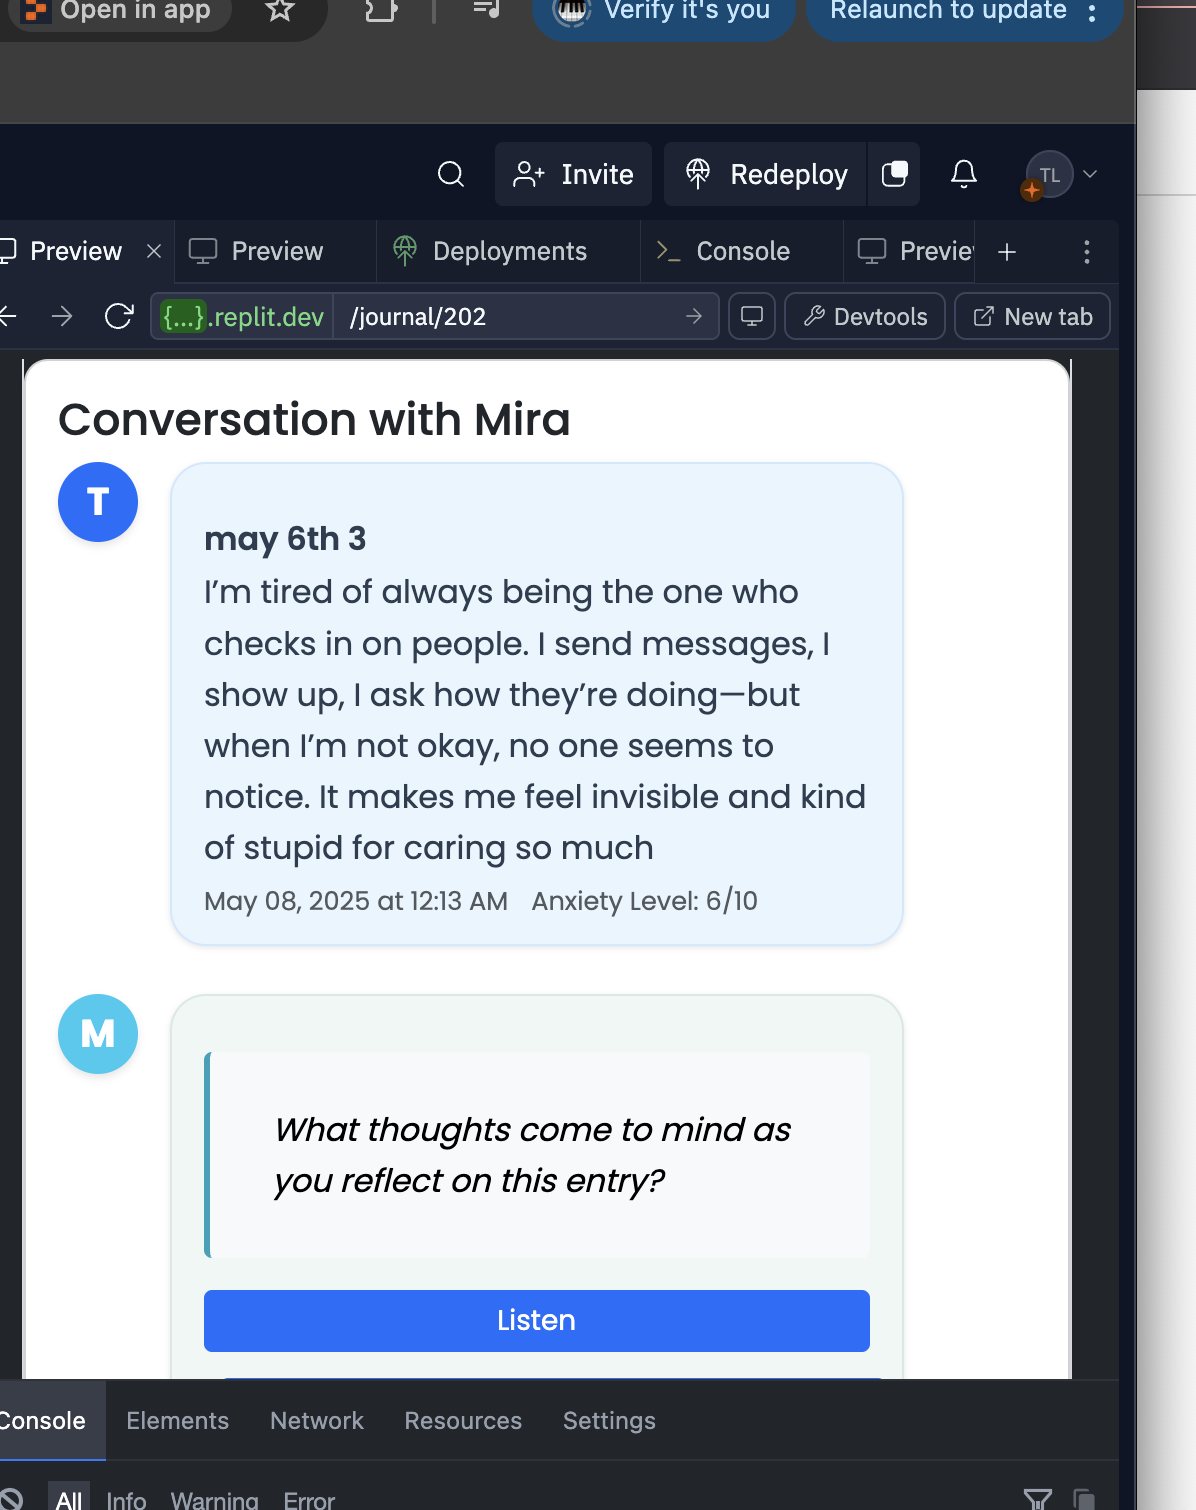 Open in app
Verify it's you
Relaunch to update
Invite
Redeploy
TL
Preview
Preview
Deployments
Console
Previe
{...}.replit.dev
/journal/202
Devtools
New tab
Conversation with Mira
T
may 6th 3
I’m tired of always being the one who
checks in on people. I send messages, I
show up, I ask how they’re doing—but
when I’m not okay, no one seems to
notice. It makes me feel invisible and kind
of stupid for caring so much
May 08, 2025 at 12:13 AM Anxiety Level: 6/10
M
What thoughts come to mind as
you reflect on this entry?
Listen
Console
Elements
Network
Resources
Settings
All
Info
Warning
Error